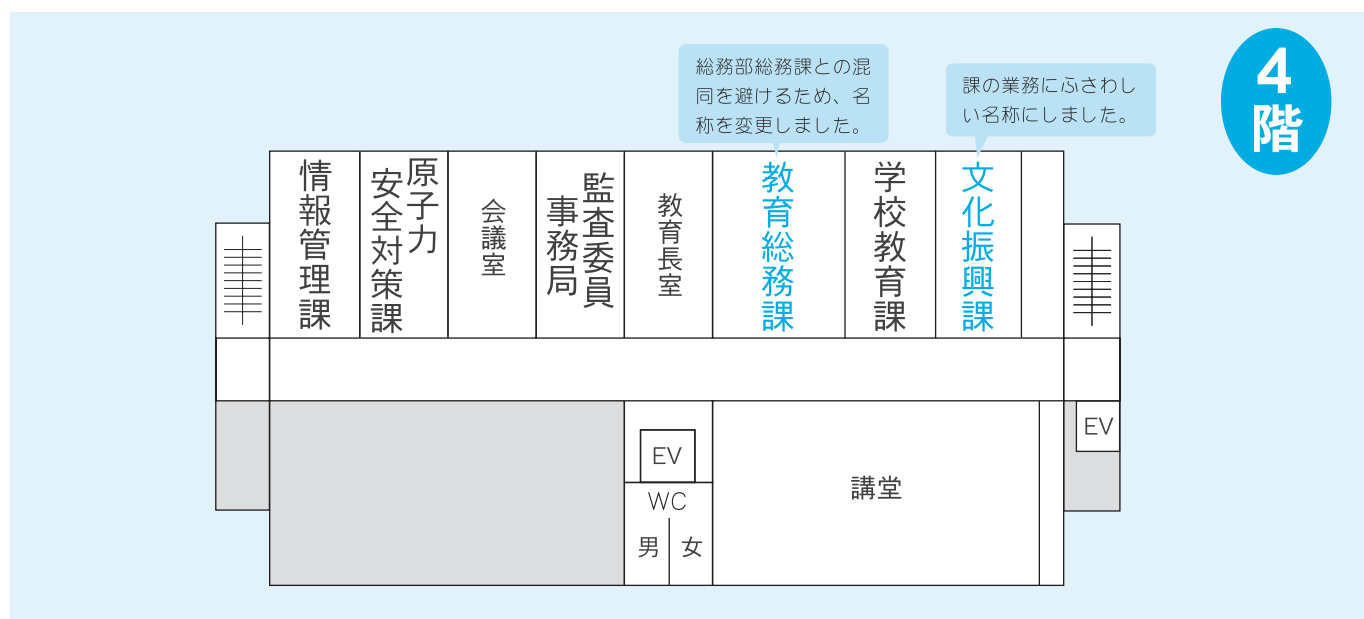 4
階
総務部総務課との混
同を避けるため、名
称を変更しました。
課の業務にふさわし
い名称にしました。
情報管理課
原子力
安全対策課
会議室
監査委員
事務局
教育長室
教育総務課
学校教育課
文化振興課
EV
WC
男
女
講堂
EV